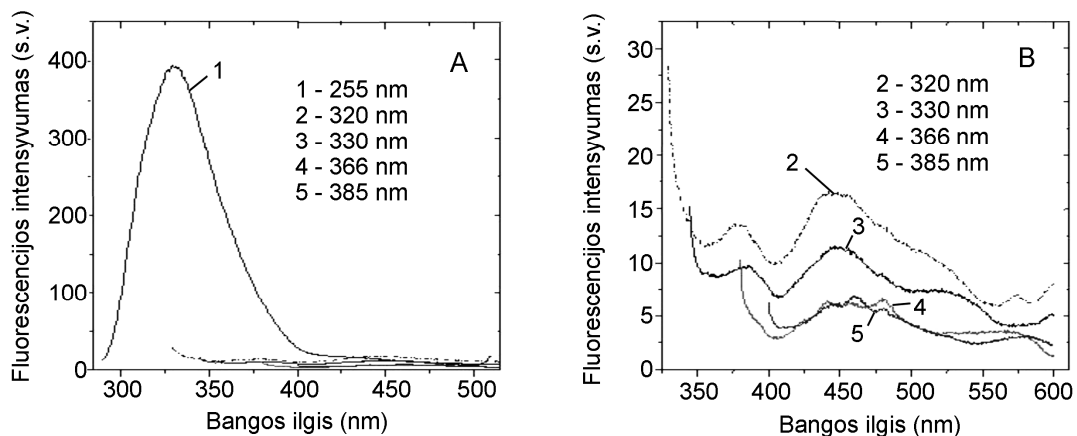 Fluorescencijos intensyvumas (s.v.)
400
300
200
100
0
300
350
400
450
500
Bangos ilgis (nm)
A
1
1 - 255 nm
2 - 320 nm
3 - 330 nm
4 - 366 nm
5 - 385 nm
Fluorescencijos intensyvumas (s.v.)
30
25
20
15
10
5
0
350
400
450
500
550
600
Bangos ilgis (nm)
B
2 - 320 nm
3 - 330 nm
4 - 366 nm
5 - 385 nm
2
3
4
5